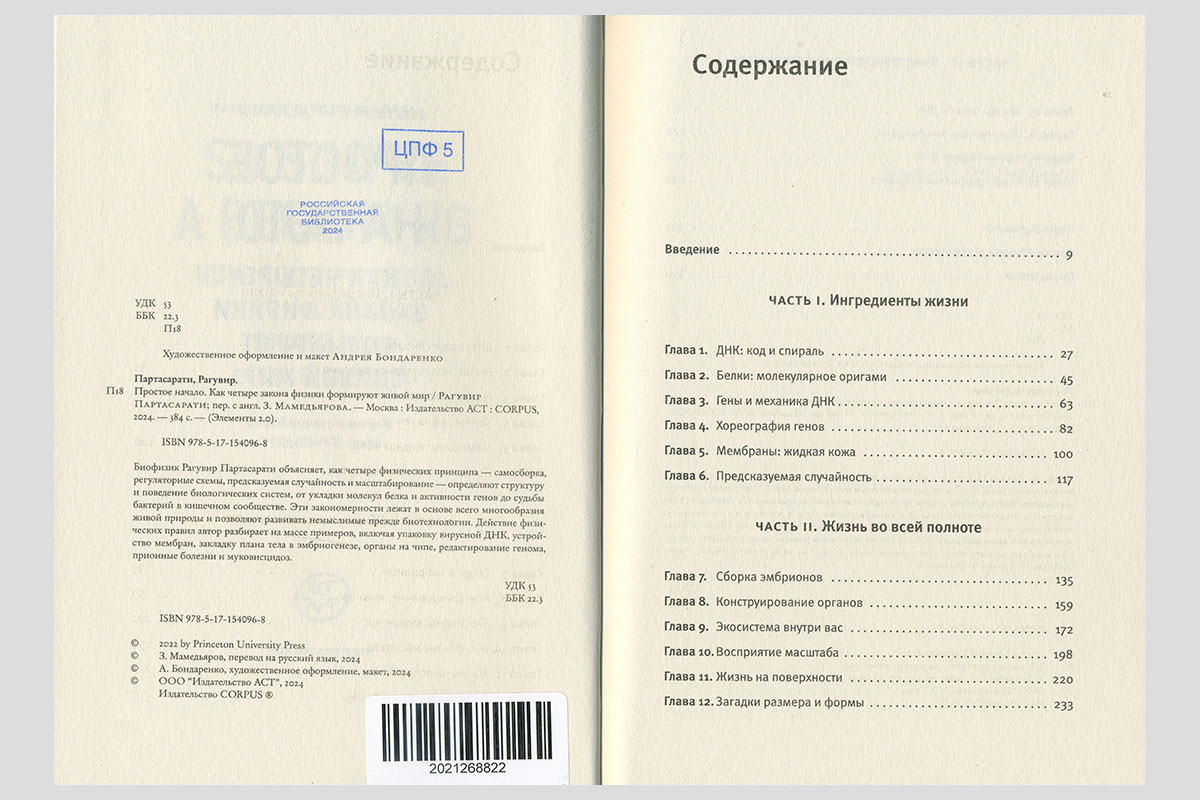 ЦПФ 5
РОССИЙСКАЯ
ГОСУДАРСТВЕННАЯ
БИБЛИОТЕКА
2024
УДК 53
ББК 22.3
П18
Художественное оформление и макет Андрея Бондаренко
Партасарати, Рагувир.
П18 Простое начало. Как четыре закона физики формируют живой мир / Рагувир
Партасарати; пер. с англ. З. Мамедьярова. — Москва : Издательство АСТ : CORPUS,
2024. — 384 с. — (Элементы 2.0).
ISBN 978-5-17-154096-8
Биофизик Рагувир Партасарати объясняет, как четыре физических принципа — самосборка,
регуляторные схемы, предсказуемая случайность и масштабирование — определяют структуру
и поведение биологических систем, от укладки молекул белка и активности генов до судьбы
бактерий в кишечном сообществе. Эти закономерности лежат в основе всего многообразия
живой природы и позволяют развивать немыслимые прежде биотехнологии. Действие физи-
ческих правил автор разбирает на массе примеров, включая упаковку вирусной ДНК, устрой-
ство мембран, закладку плана тела в эмбриогенезе, органы на чипе, редактирование генома,
прионные болезни и муковисцидоз.
УДК 53
ББК 22.3
ISBN 978-5-17-154096-8
© 2022 by Princeton University Press
© З. Мамедьяров, перевод на русский язык, 2024
© А. Бондаренко, художественное оформление, макет, 2024
© ООО "Издательство АСТ", 2024
Издательство CORPUS ®
2021268822
Содержание
Введение 9
ЧАСТЬ I. Ингредиенты жизни
Глава 1. ДНК: код и спираль 27
Глава 2. Белки: молекулярное оригами 45
Глава 3. Гены и механика ДНК 63
Глава 4. Хореография генов 82
Глава 5. Мембраны: жидкая кожа 100
Глава 6. Предсказуемая случайность 117
ЧАСТЬ II. Жизнь во всей полноте
Глава 7. Сборка эмбрионов 135
Глава 8. Конструирование органов 159
Глава 9. Экосистема внутри вас 172
Глава 10. Восприятие масштаба 198
Глава 11. Жизнь на поверхности 220
Глава 12. Загадки размера и формы 233